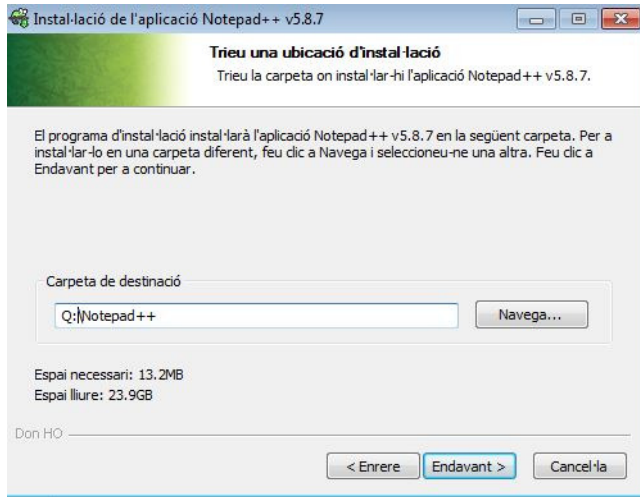 Instal·lació de l'aplicació Notepad++ v5.8.7
Trieu una ubicació d'instal·lació
Trieu la carpeta on instal·lar-hi l'aplicació Notepad++ v5.8.7.
El programa d'instal·lació instal·larà l'aplicació Notepad++ v5.8.7 en la següent carpeta. Per a
instal·lar-lo en una carpeta diferent, feu clic a Navega i seleccioneu-ne una altra. Feu clic a
Endavant per a continuar.
Carpeta de destinació
Q:\Notepad++
Navega...
Espai necessari: 13.2MB
Espai lliure: 23.9GB
Don HO
< Enrere
Endavant >
Cancel·la